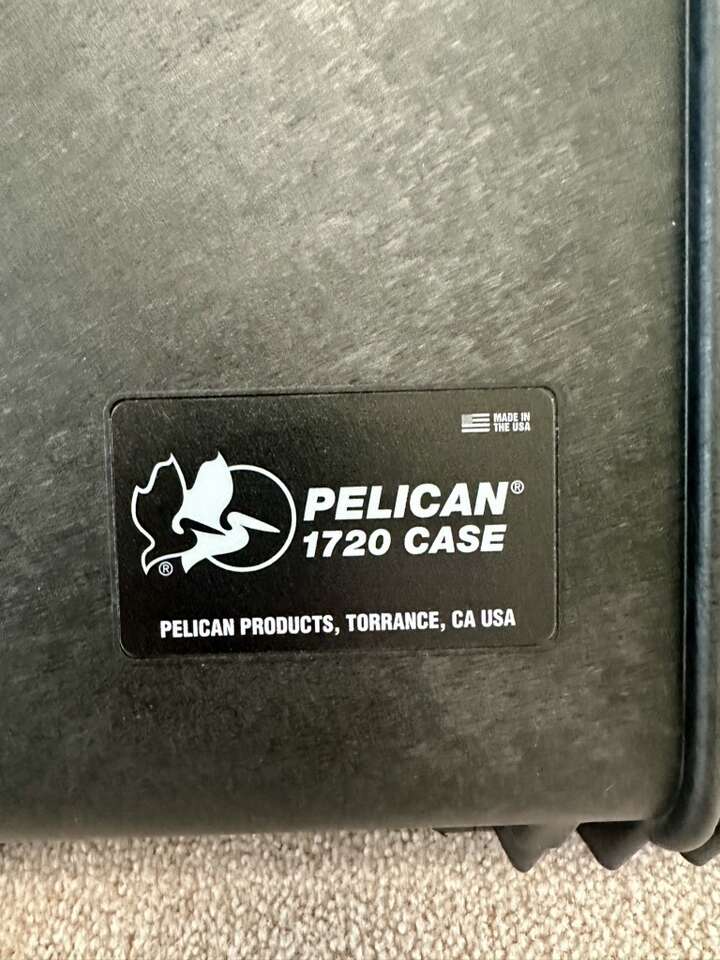 MADE IN
THE USA
PELICAN®
1720 CASE
®
PELICAN PRODUCTS, TORRANCE, CA USA